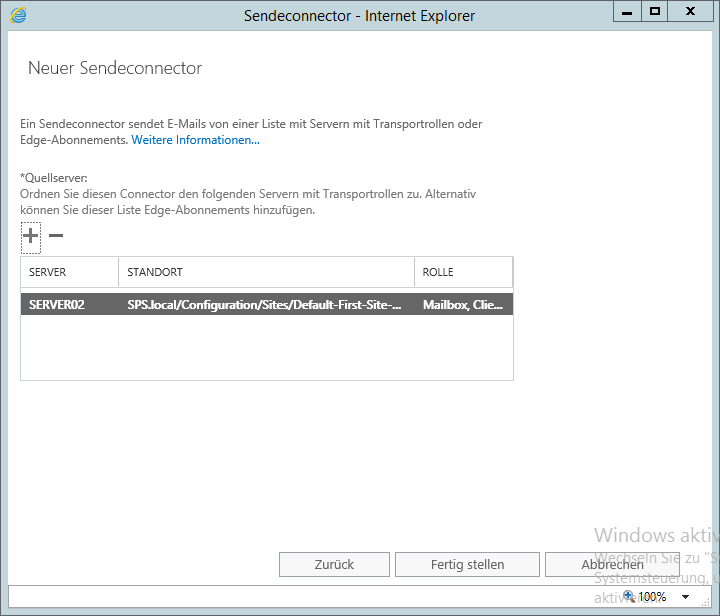 Sendeconnector - Internet Explorer
Neuer Sendeconnector
Ein Sendeconnector sendet E-Mails von einer Liste mit Servern mit Transportrollen oder
Edge-Abonnements. Weitere Informationen...
*Quellserver:
Ordnen Sie diesen Connector den folgenden Servern mit Transportrollen zu. Alternativ
können Sie dieser Liste Edge-Abonnements hinzufügen.
SERVER STANDORT ROLLE
SERVER02 SPS.local/Configuration/Sites/Default-First-Site-... Mailbox, Clie...
Windows aktiv
Wechseln Sie zu "S
Zurück Fertig stellen Abbrechen
Systemsteuerung, u
aktivieren.
100%